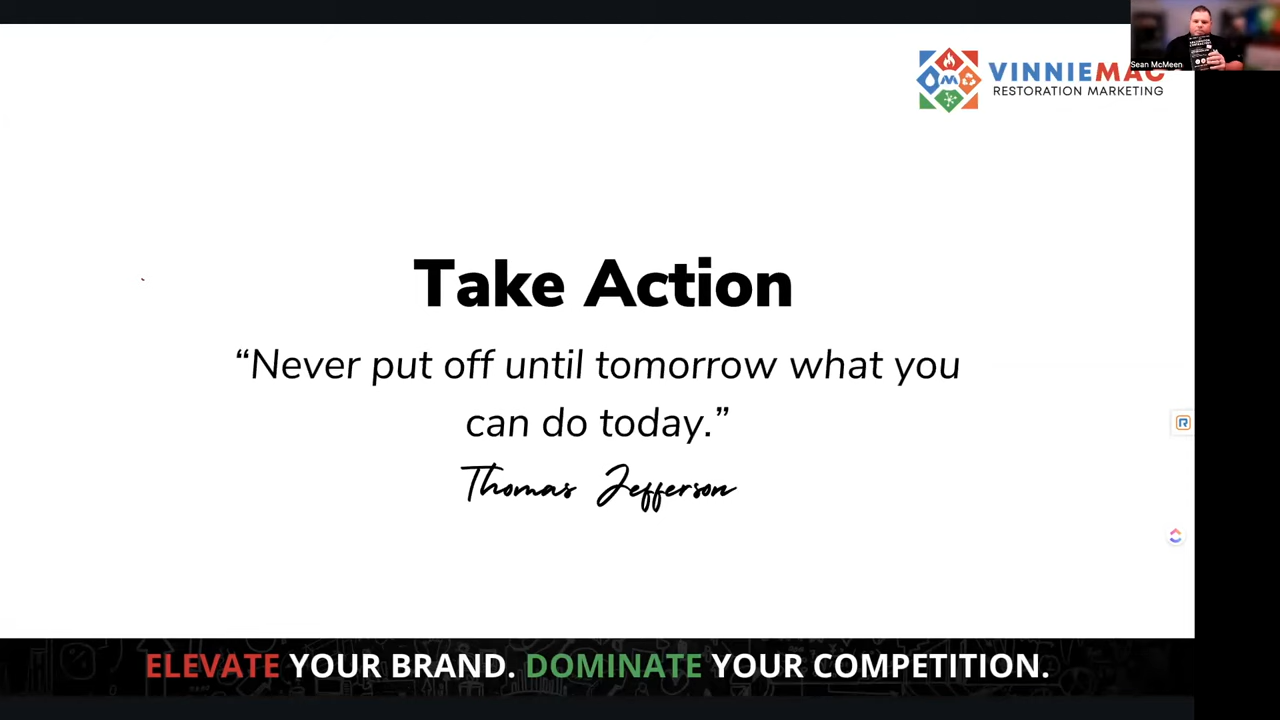 VINNIEMAC
RESTORATION MARKETING
Sean McMeen
Take Action
“Never put off until tomorrow what you
can do today.”
Thomas Jefferson
ELEVATE YOUR BRAND. DOMINATE YOUR COMPETITION.